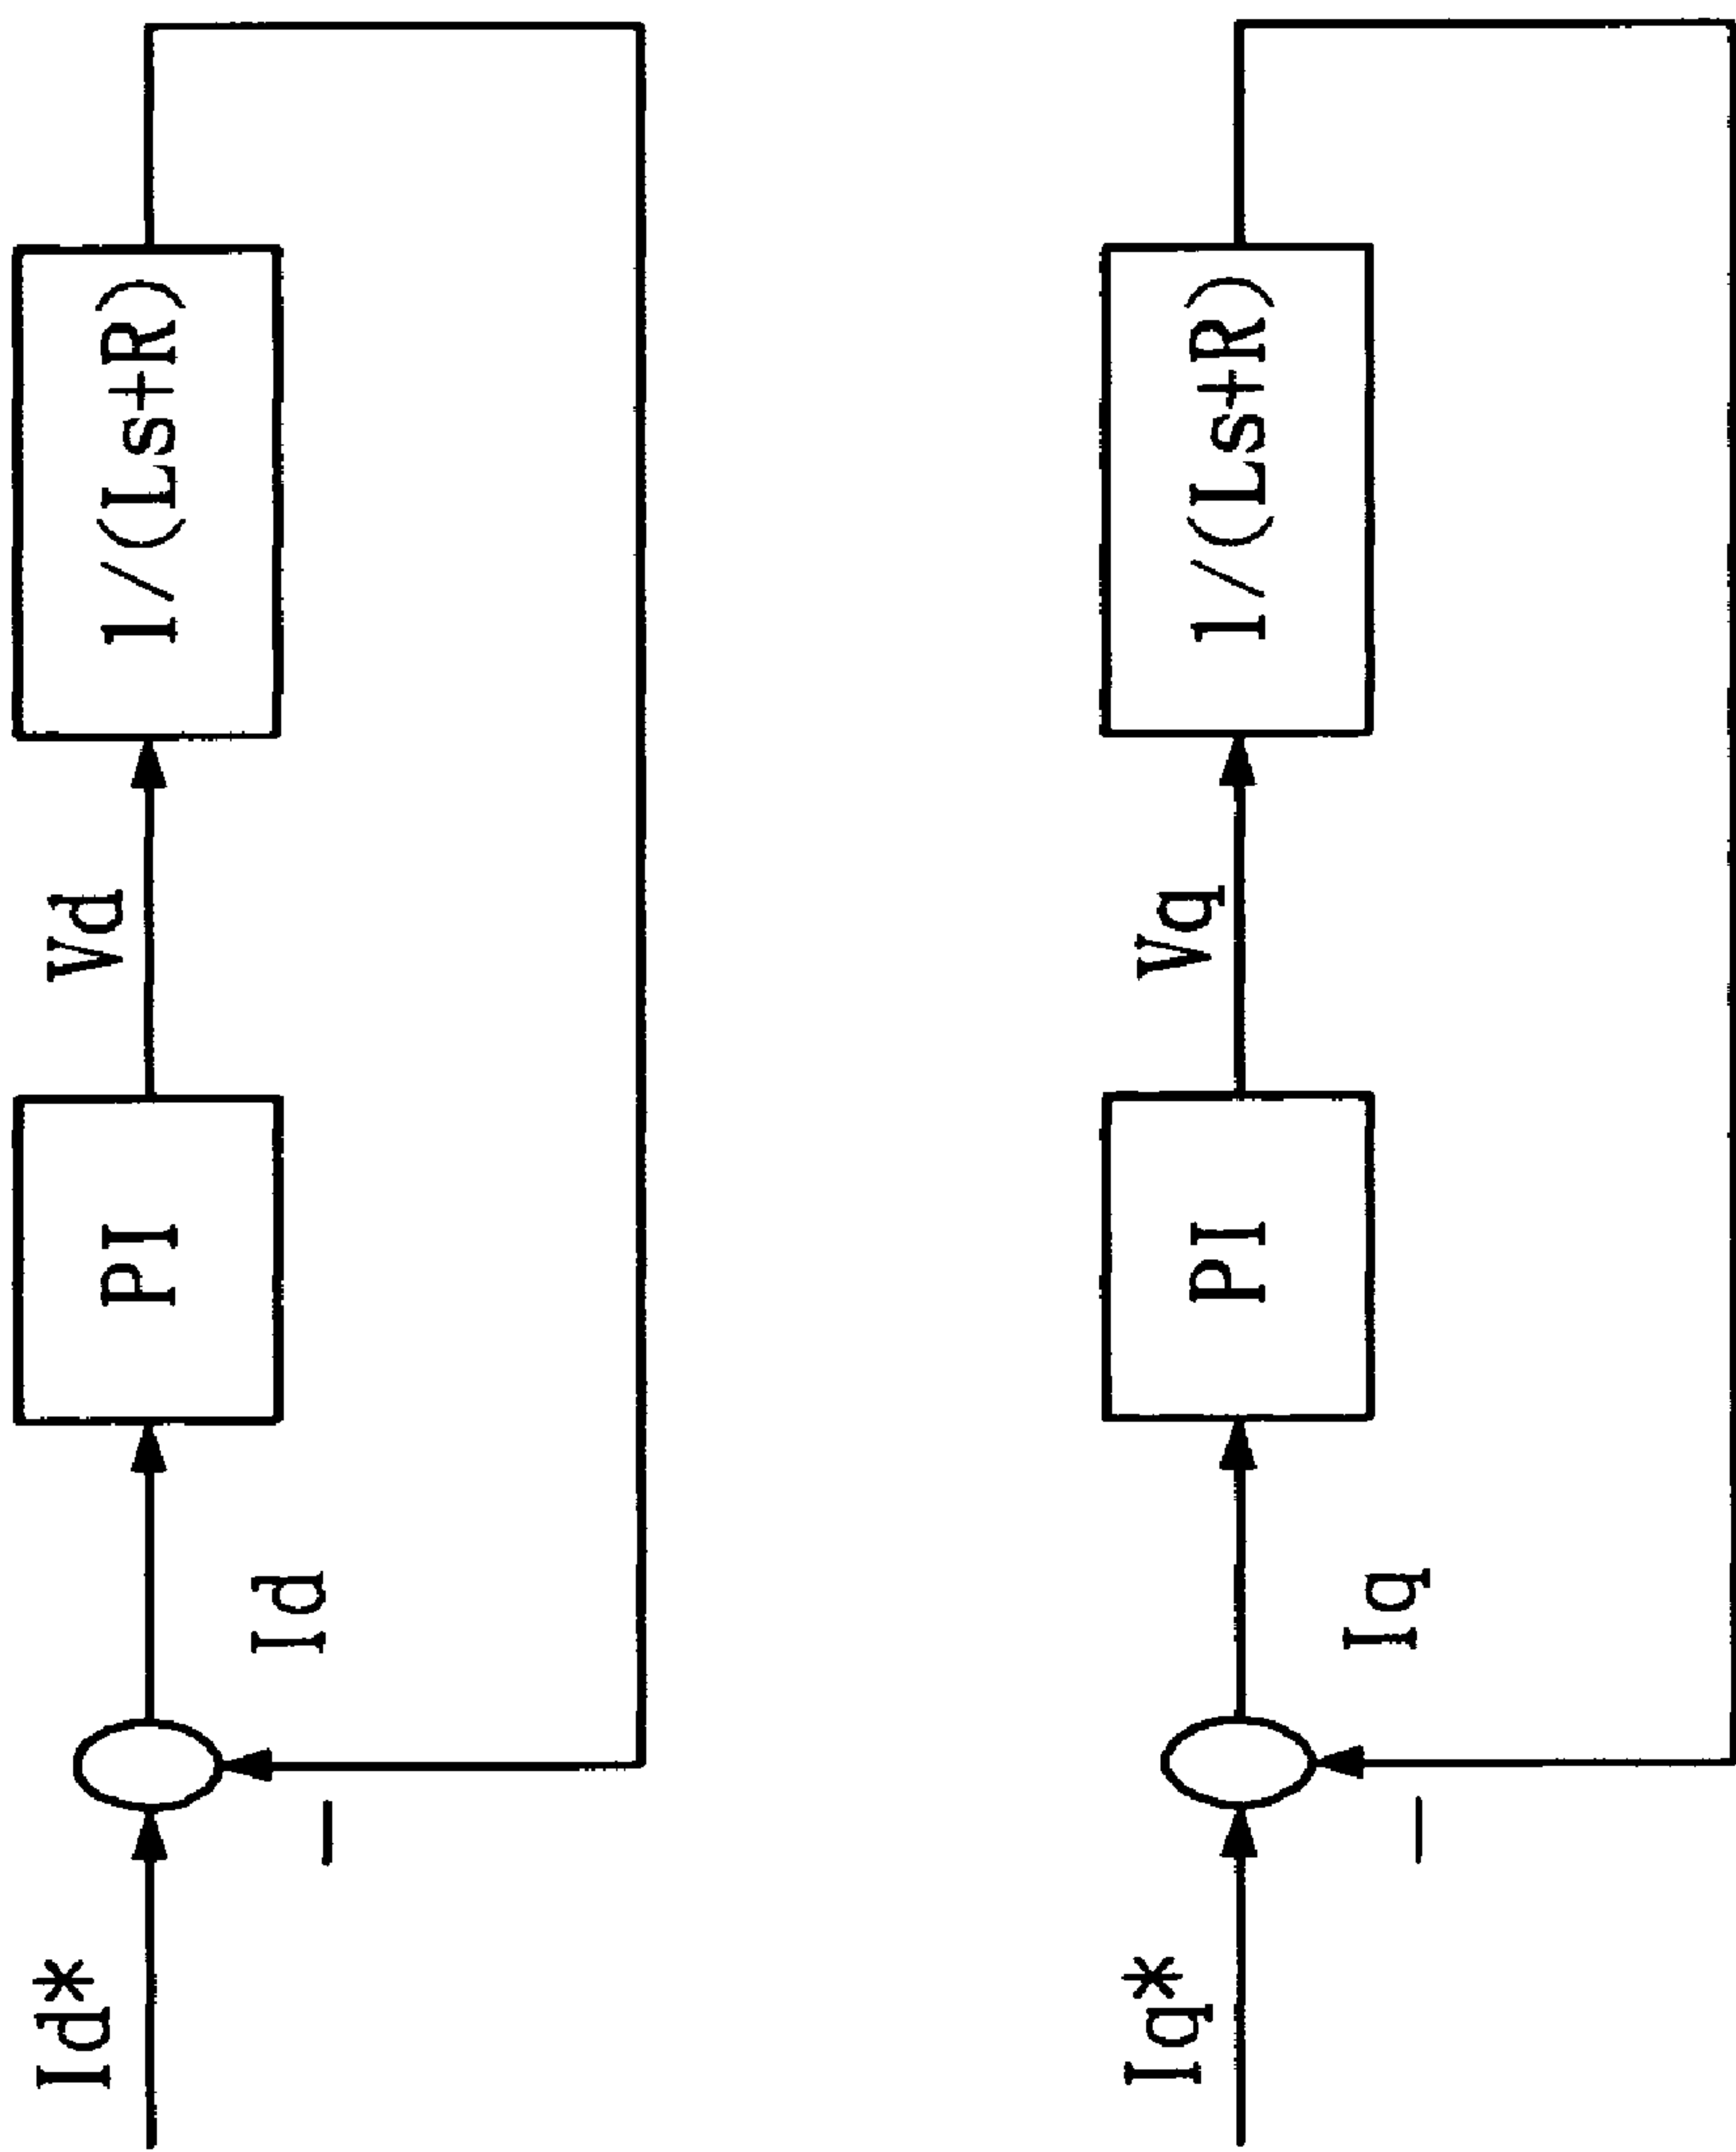 Id*
Id
PI
Vd
1/(Ls+R)
Iq*
Iq
PI
Vq
1/(Ls+R)